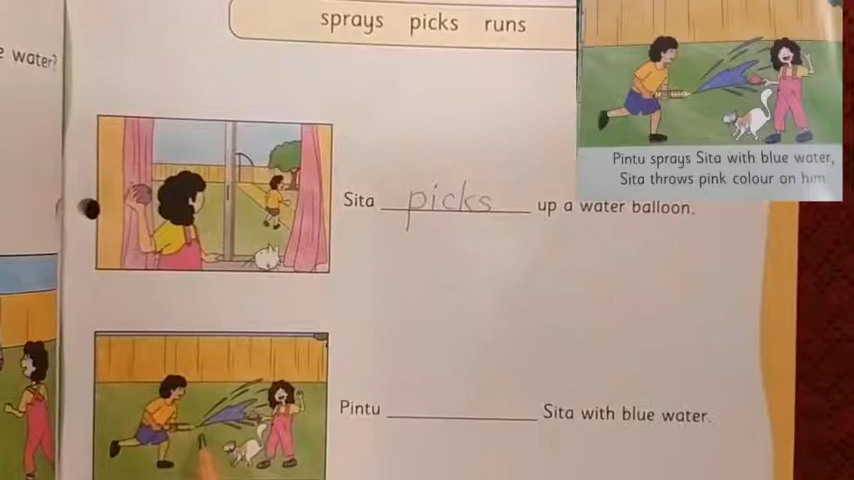 e water?
sprays picks runs
Pintu sprays Sita with blue water,
Sita throws pink colour on him
Sita picks up a water balloon.
Pintu ____________ Sita with blue water.